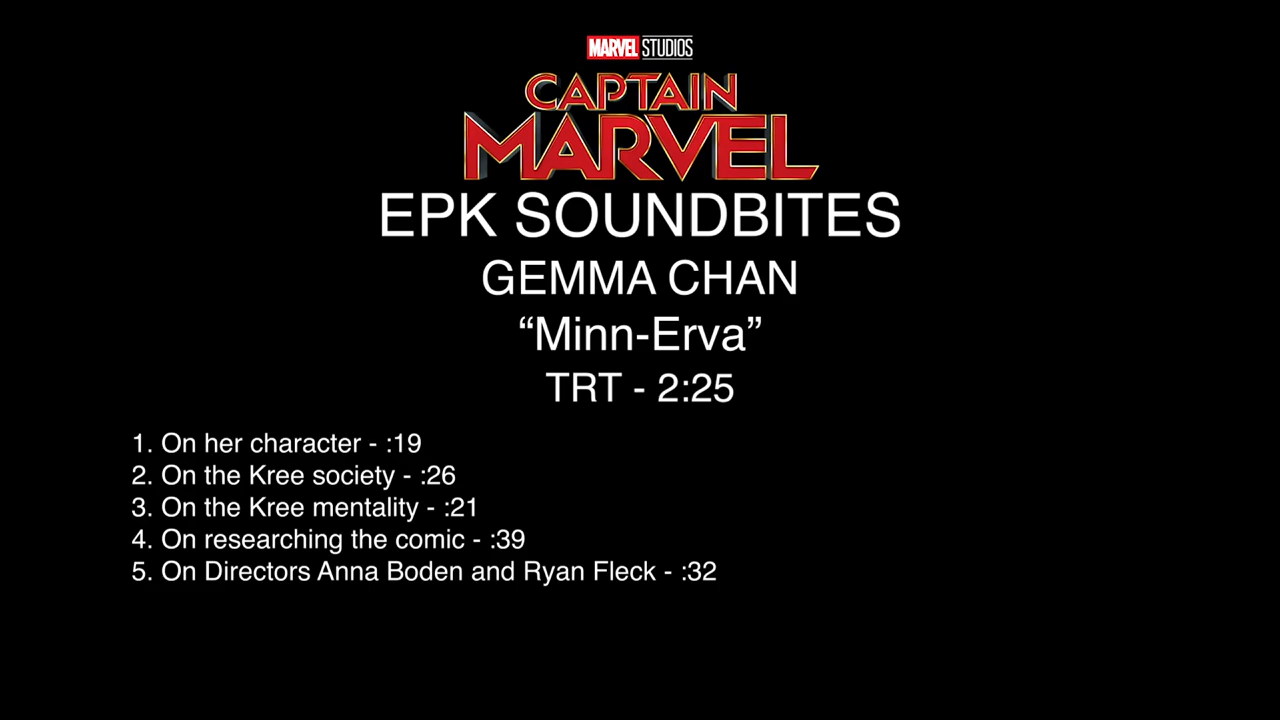 MARVEL STUDIOS
CAPTAIN
MARVEL
EPK SOUNDBITES
GEMMA CHAN
“Minn-Erva”
TRT - 2:25
1. On her character - :19
2. On the Kree society - :26
3. On the Kree mentality - :21
4. On researching the comic - :39
5. On Directors Anna Boden and Ryan Fleck - :32